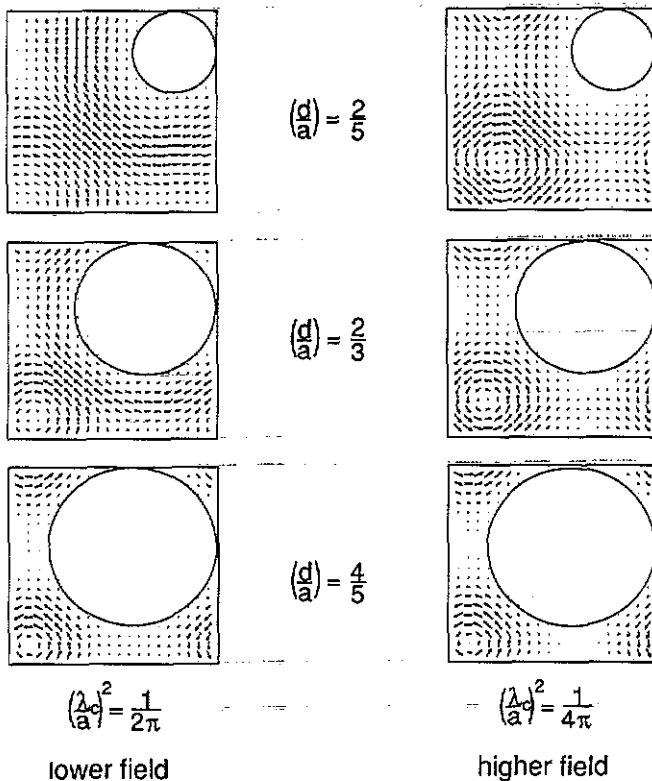 (d/a) = 2/5
(d/a) = 2/3
(d/a) = 4/5
(λc/a)² = 1/2π
(λc/a)² = 1/4π
lower field
higher field